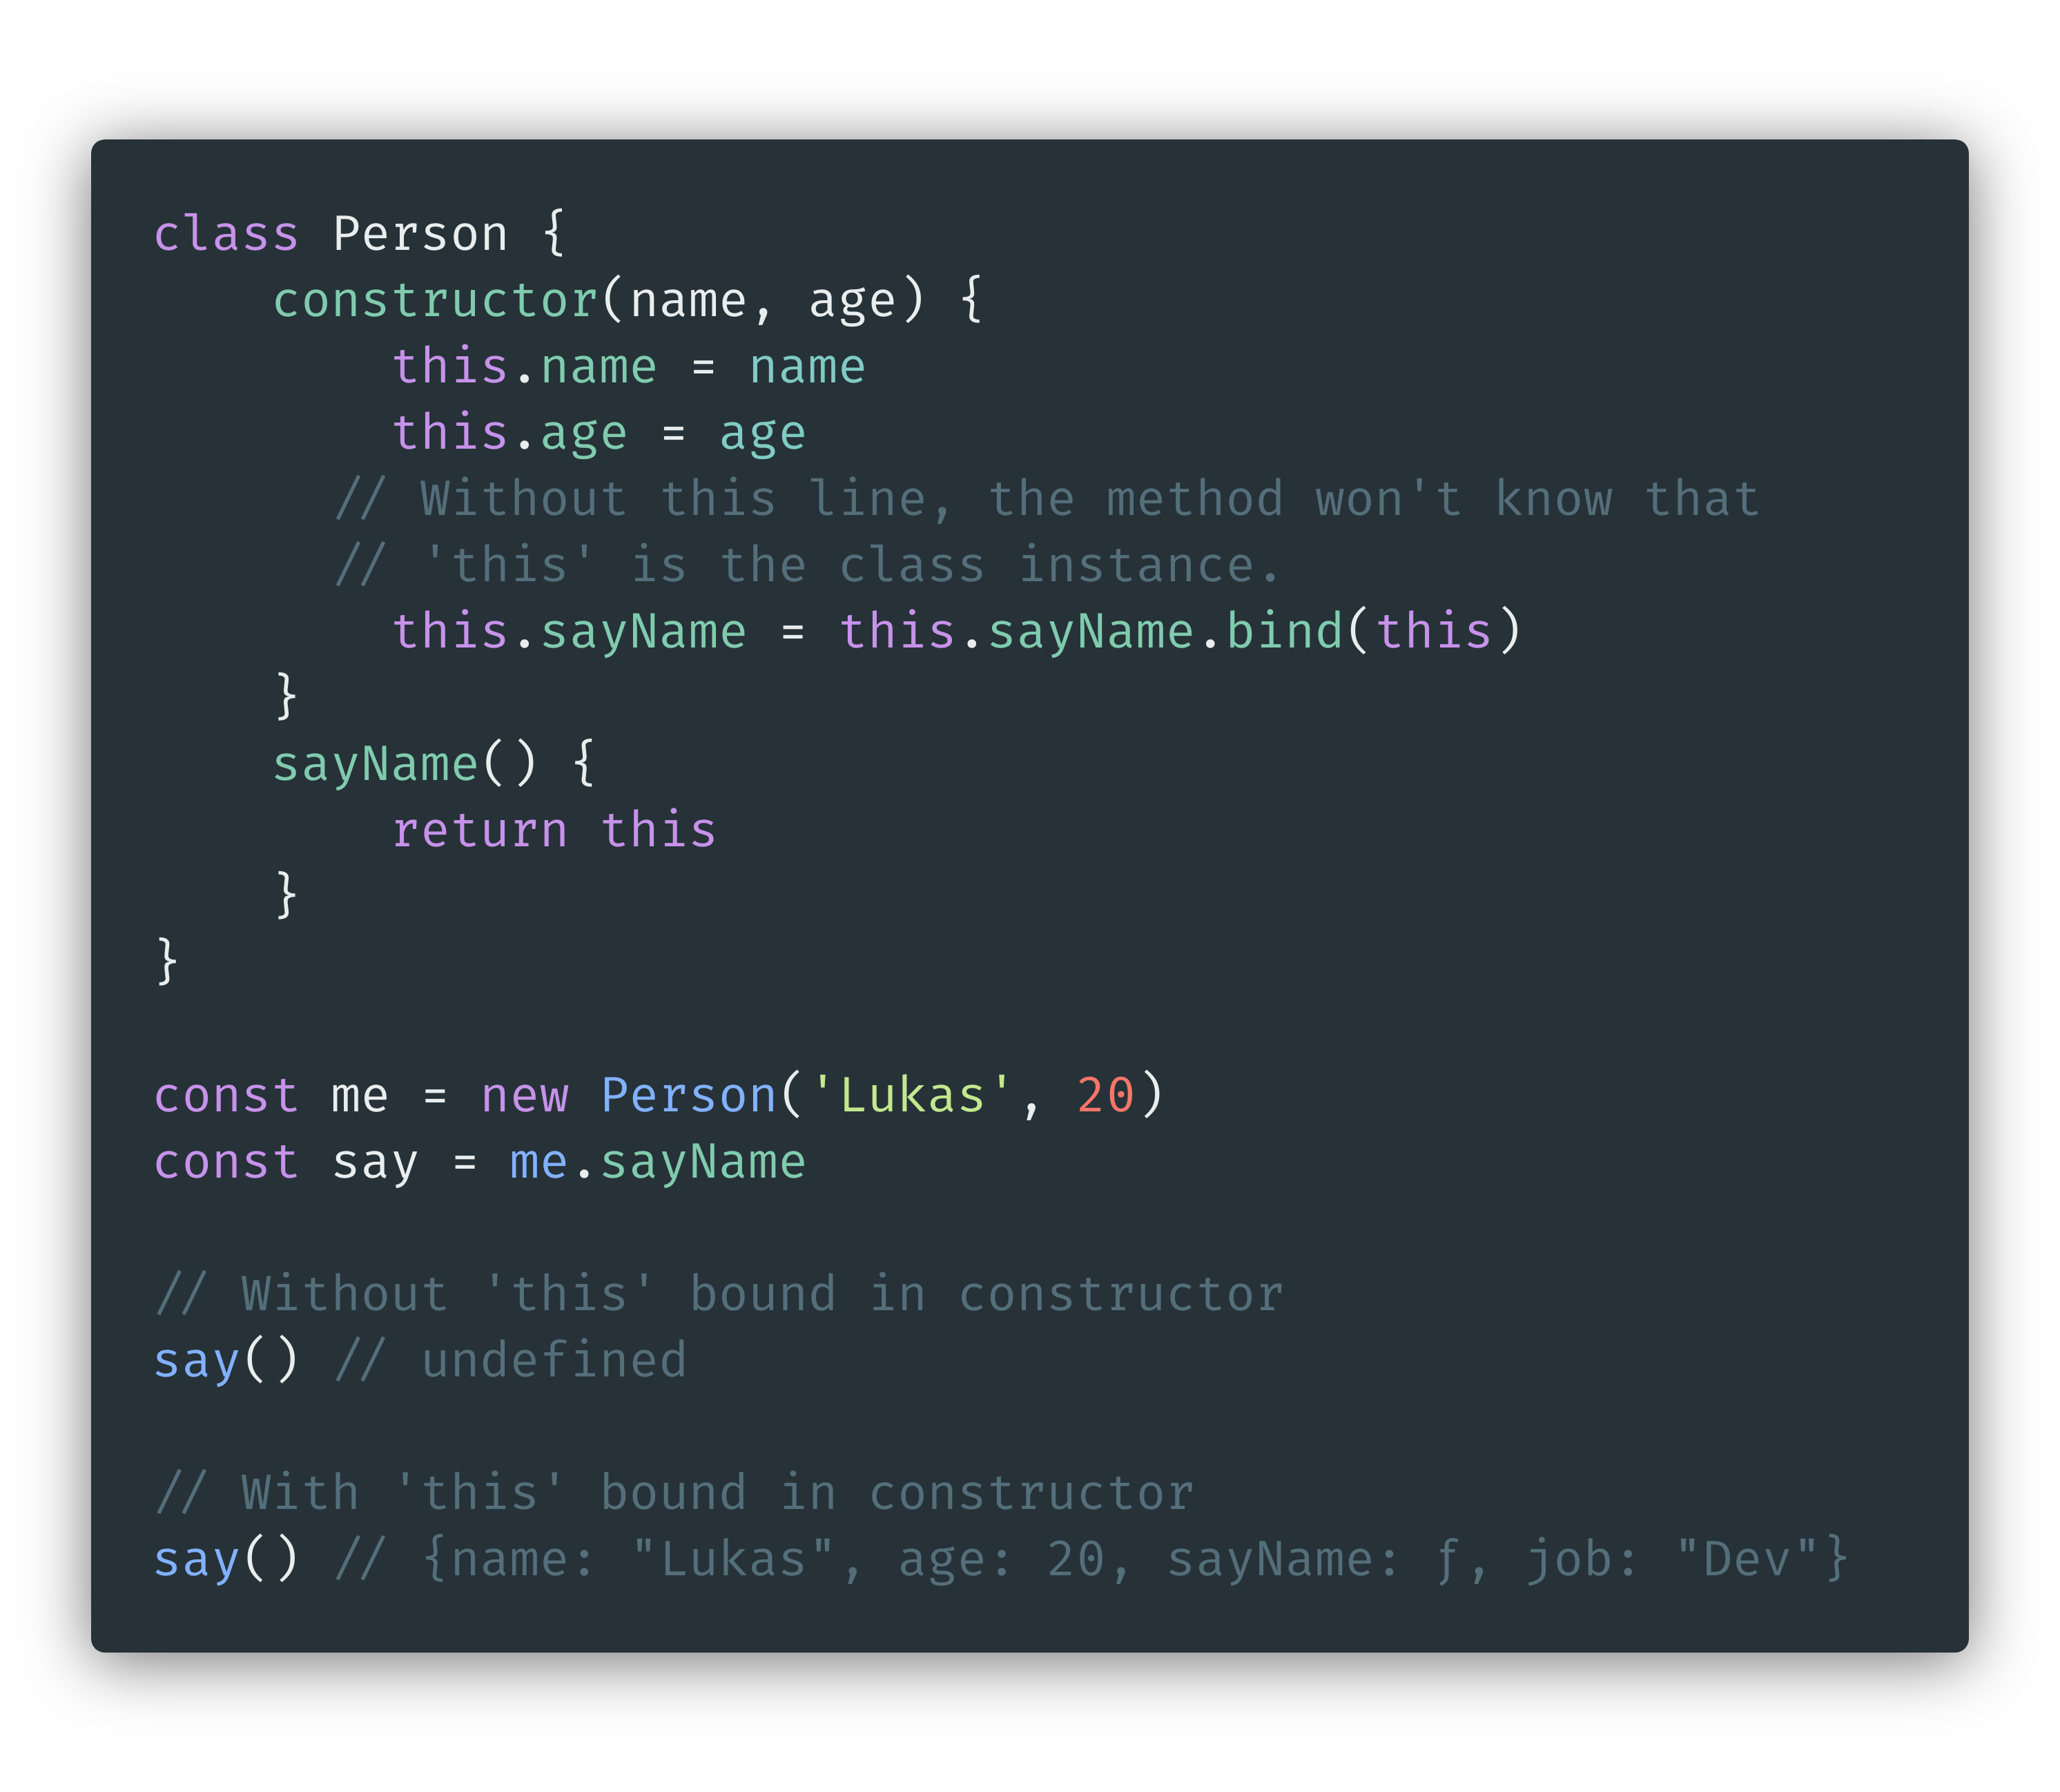 class Person {
    constructor(name, age) {
        this.name = name
        this.age = age
      // Without this line, the method won't know that
      // 'this' is the class instance.
        this.sayName = this.sayName.bind(this)
    }
    sayName() {
        return this
    }
}

const me = new Person('Lukas', 20)
const say = me.sayName

// Without 'this' bound in constructor
say() // undefined

// With 'this' bound in constructor
say() // {name: "Lukas", age: 20, sayName: ƒ, job: "Dev"}